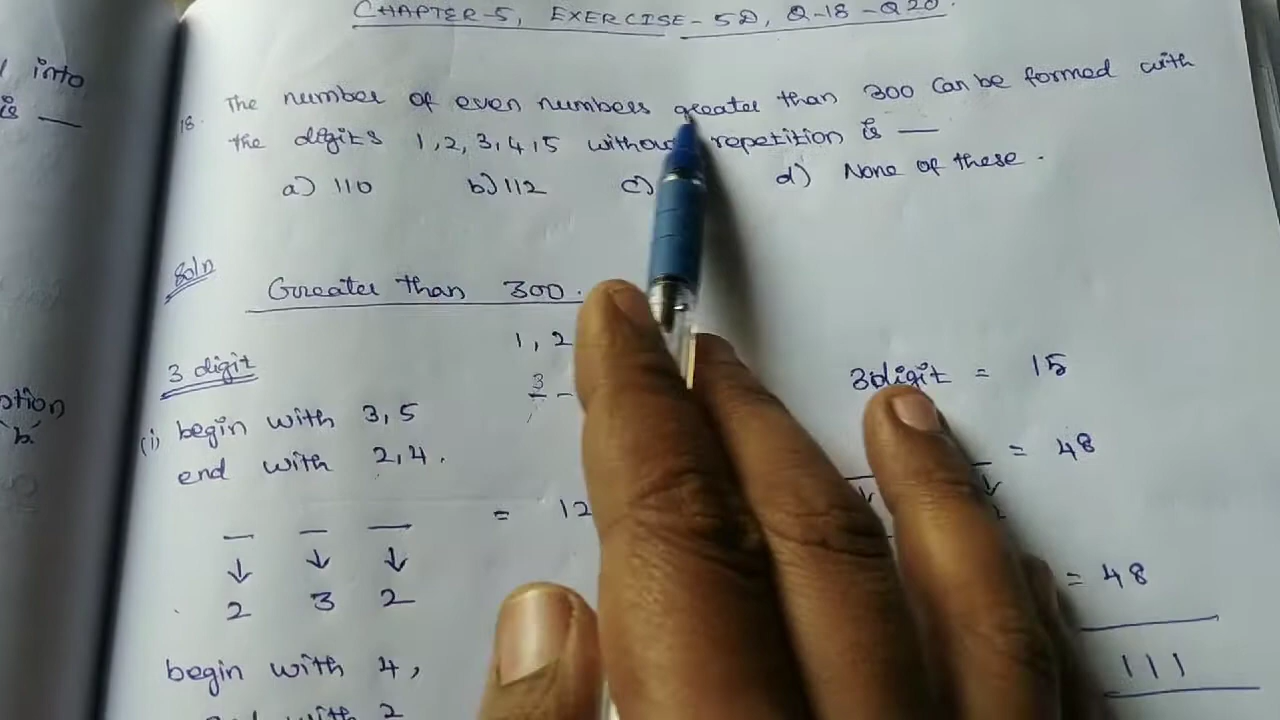 CHAPTER-5, EXERCISE-5D, Q-18-Q20.
into
is —
18. The number of even numbers greater than 300 can be formed with
the digits 1,2,3,4,5 without repetition is —
a) 110 b) 112 c) d) None of these.
Soln
Greater than 300.
1, 2
3 digit
3 -
3digit = 15
(i) begin with 3, 5
end with 2,4.
= 48
= 12
2 3 2
= 48
begin with 4,
111
2